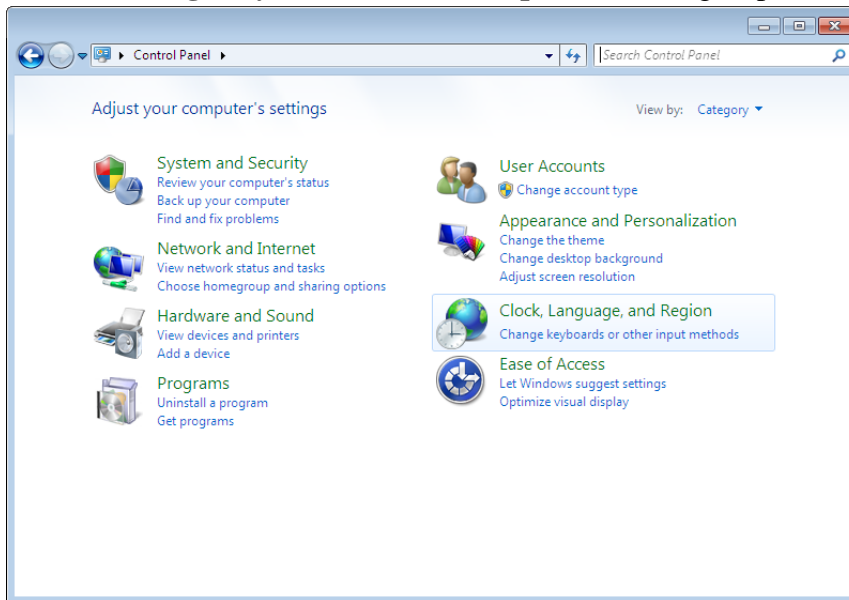 Control Panel
Search Control Panel
Adjust your computer's settings
View by: Category
System and Security
Review your computer's status
Back up your computer
Find and fix problems
Network and Internet
View network status and tasks
Choose homegroup and sharing options
Hardware and Sound
View devices and printers
Add a device
Programs
Uninstall a program
Get programs
User Accounts
Change account type
Appearance and Personalization
Change the theme
Change desktop background
Adjust screen resolution
Clock, Language, and Region
Change keyboards or other input methods
Ease of Access
Let Windows suggest settings
Optimize visual display